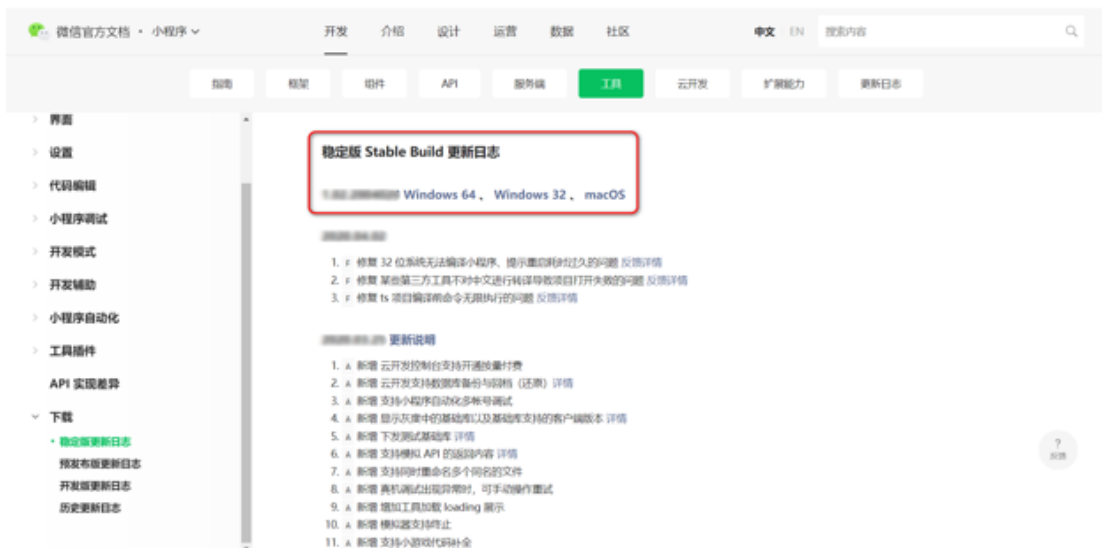 微信官方文档 · 小程序
开发 介绍 设计 运营 数据 社区 中文 EN 搜索内容
指南 框架 组件 API 服务端 工具 云开发 扩展能力 更新日志
界面
设置
代码编辑
小程序调试
开发模式
开发辅助
小程序自动化
工具插件
API 实现差异
下载
· 稳定版更新日志
预发布版更新日志
开发版更新日志
历史更新日志
稳定版 Stable Build 更新日志
Windows 64 、 Windows 32 、 macOS
1. F 修复 32 位系统无法编译小程序、提示重启耗时过久的问题 反馈详情
2. F 修复 某些第三方工具不对中文进行转译导致项目打开失败的问题 反馈详情
3. F 修复 ts 项目编译前命令无限执行的问题 反馈详情
更新说明
1. A 新增 云开发控制台支持开通按量付费
2. A 新增 云开发支持数据库备份与回档（还原） 详情
3. A 新增 支持小程序自动化多帐号调试
4. A 新增 显示灰度中的基础库以及基础库支持的客户端版本 详情
5. A 新增 下发测试基础库 详情
6. A 新增 支持模拟 API 的返回内容 详情
7. A 新增 支持同时重命名多个同名的文件
8. A 新增 真机调试出现异常时，可手动操作重试
9. A 新增 增加工具加载 loading 展示
10. A 新增 模拟器支持终止
11. A 新增 支持小游戏代码补全
?
反馈